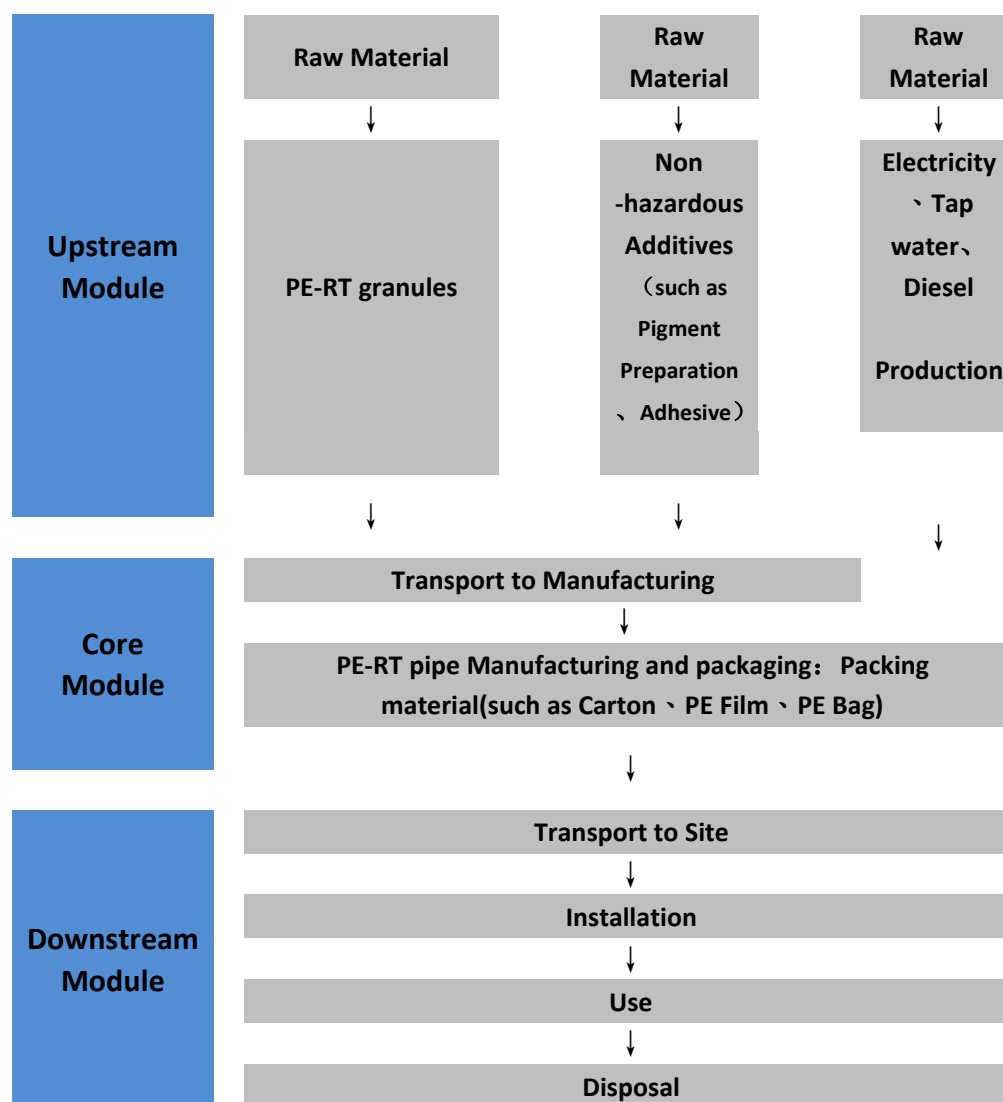 Upstream
Module
Raw Material
Raw
Material
Raw
Material
PE-RT granules
Non
-hazardous
Additives
（such as
Pigment
Preparation
、Adhesive）
Electricity
、Tap
water、
Diesel
Production
Core
Module
Transport to Manufacturing
PE-RT pipe Manufacturing and packaging：Packing
material(such as Carton、PE Film、PE Bag)
Downstream
Module
Transport to Site
Installation
Use
Disposal